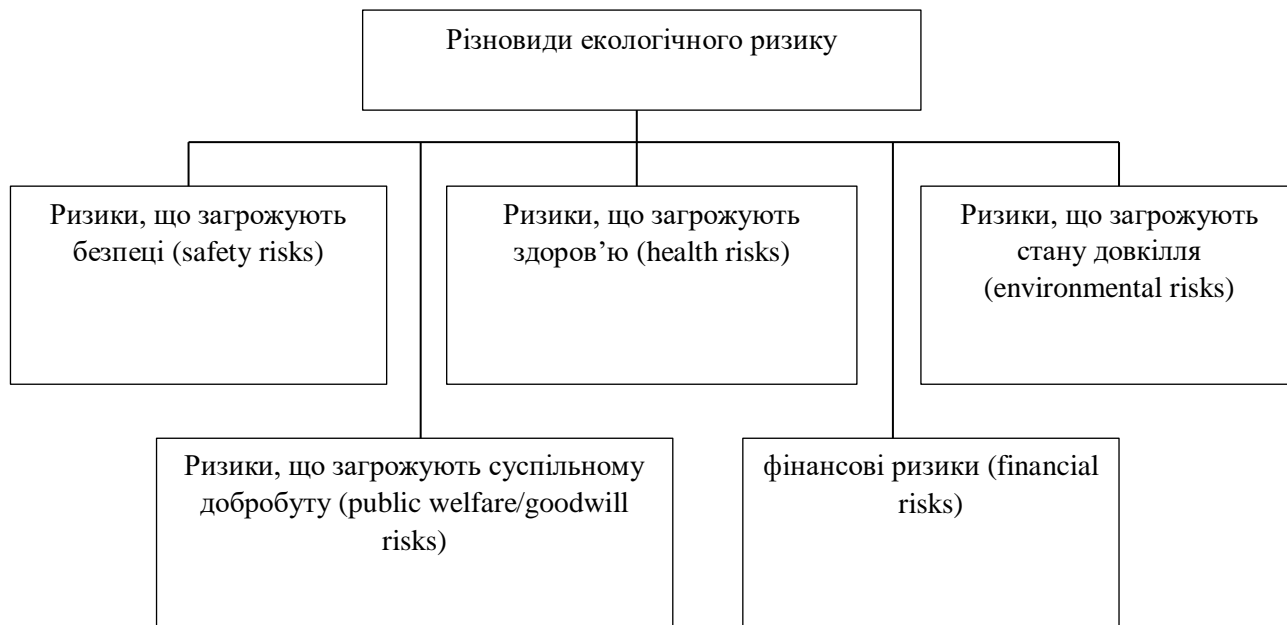 Різновиди екологічного ризику
Ризики, що загрожують
безпеці (safety risks)
Ризики, що загрожують
здоров’ю (health risks)
Ризики, що загрожують
стану довкілля
(environmental risks)
Ризики, що загрожують суспільному
добробуту (public welfare/goodwill
risks)
фінансові ризики (financial
risks)